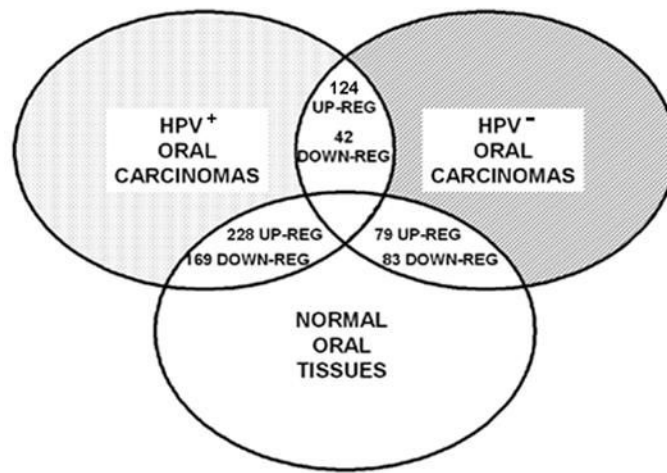 124
UP-REG
42
DOWN-REG
HPV+
ORAL
CARCINOMAS
HPV-
ORAL
CARCINOMAS
228 UP-REG
169 DOWN-REG
79 UP-REG
83 DOWN-REG
NORMAL
ORAL
TISSUES